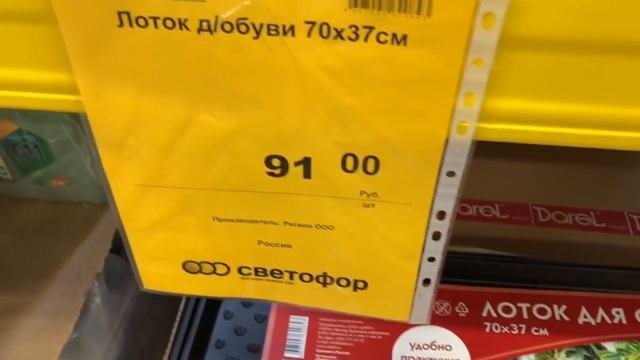 Лоток д/обуви 70х37см
91 00
Руб.
шт
Производитель: Регион ООО
Россия
светофор
DareL DareL
ЛОТОК ДЛЯ
70х37 см
удобно